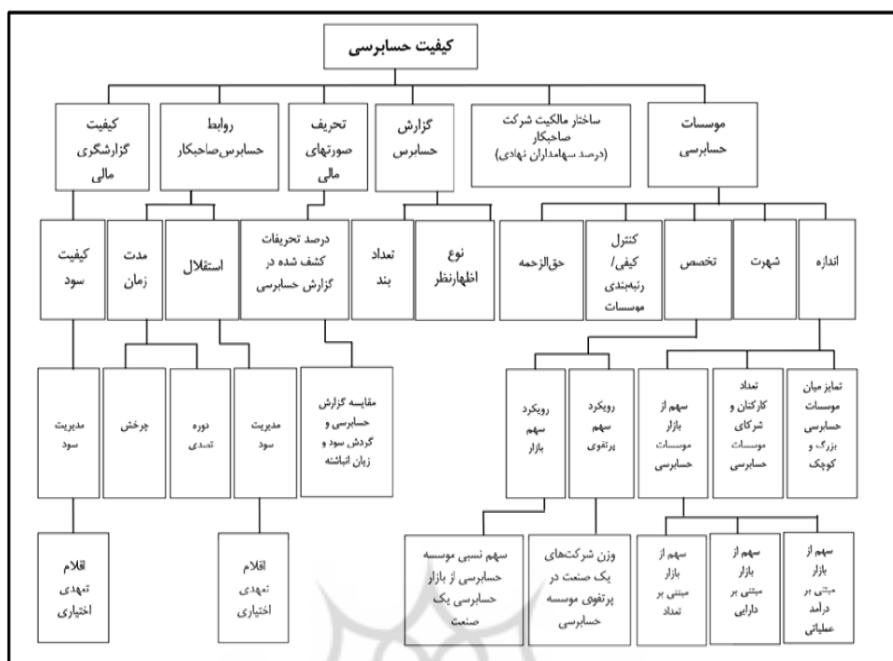 کیفیت حسابرسی
موسسات
حسابرسی
ساختار مالکیت شرکت
صاحبکار
(درصد سهامداران نهادی)
گزارش
حسابرس
تحریف
صورتهای
مالی
روابط
حسابرس‌صاحبکار
کیفیت
گزارشگری
مالی
اندازه
شهرت
تخصص
کنترل
کیفی/
رتبه‌بندی
موسسات
حق‌الزحمه
نوع
اظهارنظر
تعداد
بند
درصد تحریفات
کشف شده در
گزارش حسابرسی
استقلال
مدت
زمان
کیفیت
سود
تمایز میان
موسسات
حسابرسی
بزرگ و
کوچک
تعداد
کارکنان و
شرکای
موسسات
حسابرسی
سهم از
بازار
موسسات
حسابرسی
رویکرد
سهم
پرتفوی
رویکرد
سهم
بازار
مقایسه گزارش
حسابرسی و
گردش سود و
زیان انباشته
مدیریت
سود
دوره
تصدی
چرخش
مدیریت
سود
سهم از
بازار
مبتنی بر
درآمد
عملیاتی
سهم از
بازار
مبتنی بر
دارایی
سهم از
بازار
مبتنی بر
تعداد
وزن شرکت‌های
یک صنعت در
پرتفوی موسسه
حسابرسی
سهم نسبی موسسه
حسابرسی از بازار
حسابرسی یک
صنعت
اقلام
تعهدی
اختیاری
اقلام
تعهدی
اختیاری